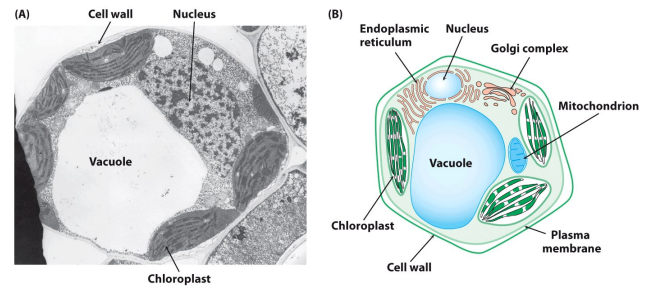 (A)
Cell wall
Nucleus
Vacuole
Chloroplast
(B)
Endoplasmic
reticulum
Nucleus
Golgi complex
Mitochondrion
Vacuole
Chloroplast
Plasma
membrane
Cell wall